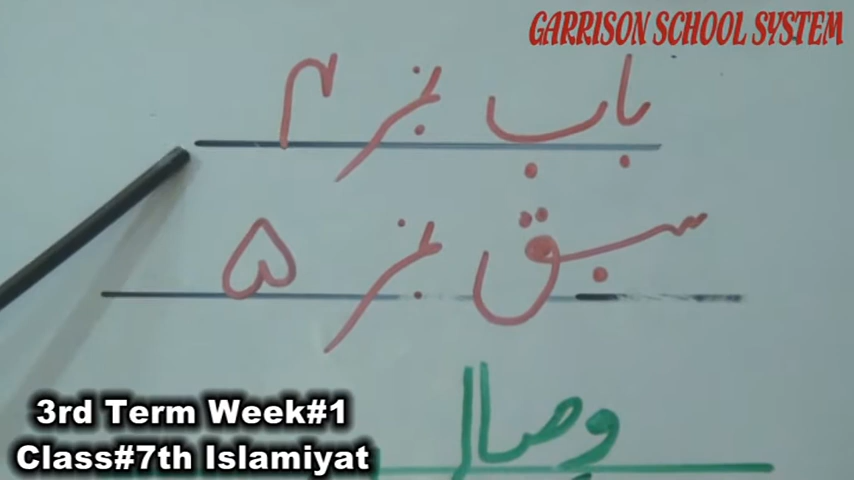 GARRISON SCHOOL SYSTEM
باب نمبر ۴
سبق نمبر ۵
وصال
3rd Term Week#1
Class#7th Islamiyat